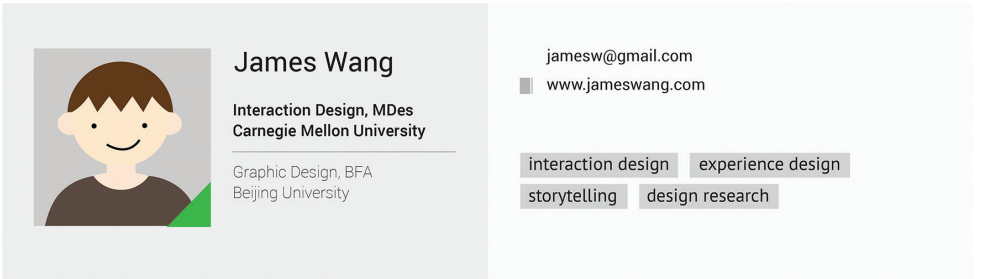 James Wang
Interaction Design, MDes
Carnegie Mellon University
Graphic Design, BFA
Beijing University
jamesw@gmail.com
www.jameswang.com
interaction design
experience design
storytelling
design research